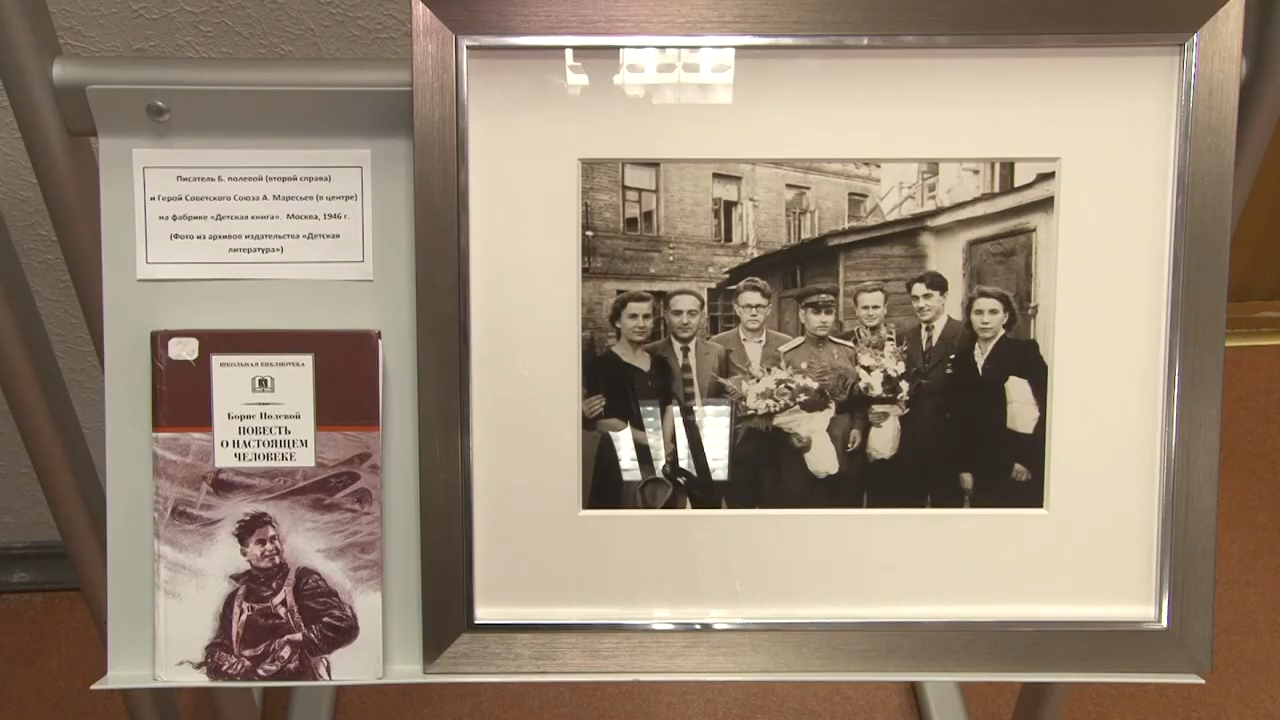 Писатель Б. полевой (второй справа)
и Герой Советского Союза А. Маресьев (в центре)
на фабрике «Детская книга». Москва, 1946 г.
(Фото из архивов издательства «Детская
литература»)
ШКОЛЬНАЯ БИБЛИОТЕКА
Борис Полевой
ПОВЕСТЬ
О НАСТОЯЩЕМ
ЧЕЛОВЕКЕ